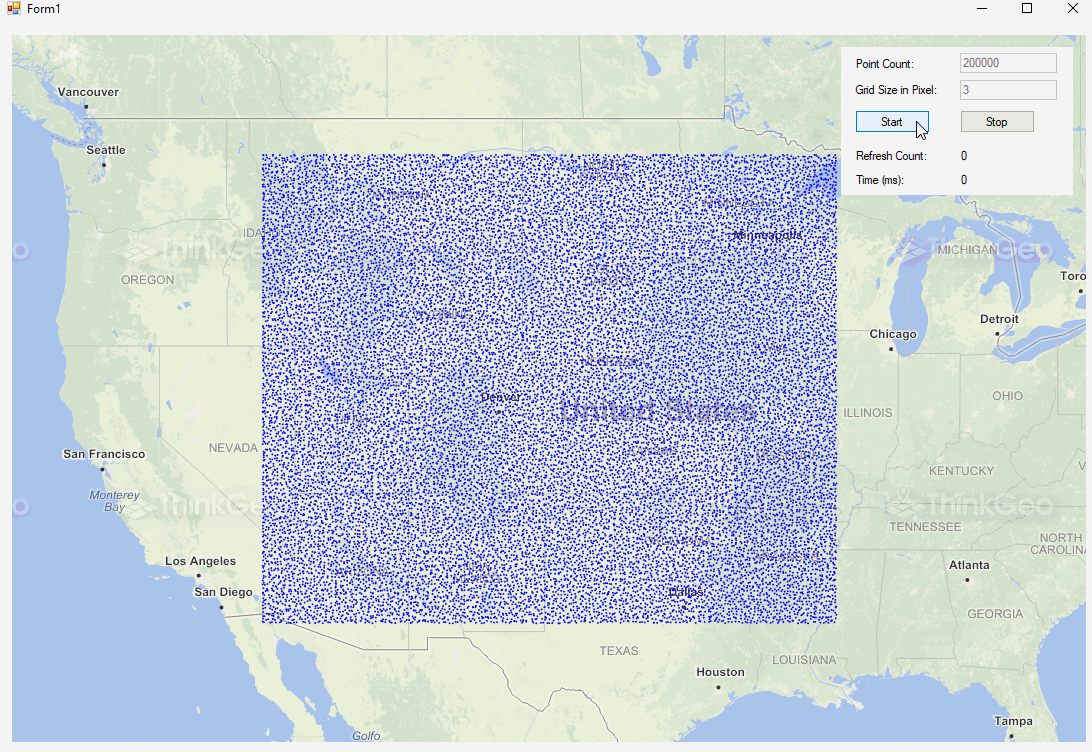 Form1
Point Count: 200000
Grid Size in Pixel: 3
Start Stop
Refresh Count: 0
Time (ms): 0
Vancouver
Seattle
Minneapolis
ThinkGeo
MICHIGAN
ThinkGeo
OREGON
Toro
Detroit
Chicago
Denver
OHIO
United States
ILLINOIS
NEVADA
San Francisco
KENTUCKY
Monterey
Bay
ThinkGeo
ThinkGeo
TENNESSEE
NORTH
CAROLINA
Los Angeles
Atlanta
San Diego
Dallas
GEORGIA
TEXAS
LOUISIANA
Houston
Tampa
Golfo